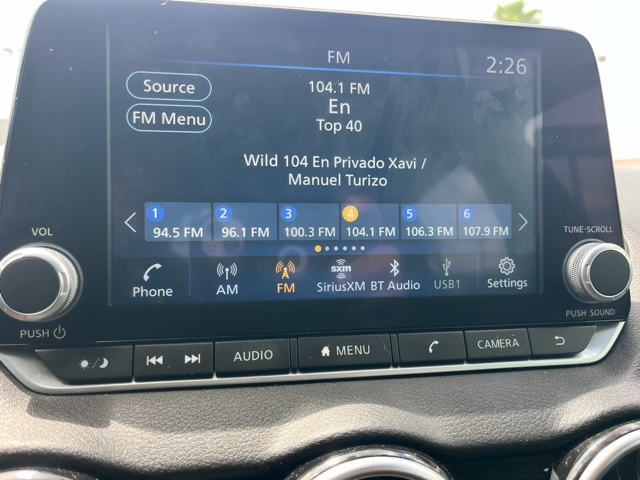 FM
2:26
Source
104.1 FM
En
FM Menu
Top 40
Wild 104 En Privado Xavi /
Manuel Turizo
1 2 3 4 5 6
94.5 FM 96.1 FM 100.3 FM 104.1 FM 106.3 FM 107.9 FM
VOL
TUNE·SCROLL
sxm
Phone AM FM SiriusXM BT Audio USB1 Settings
PUSH
PUSH SOUND
AUDIO MENU CAMERA